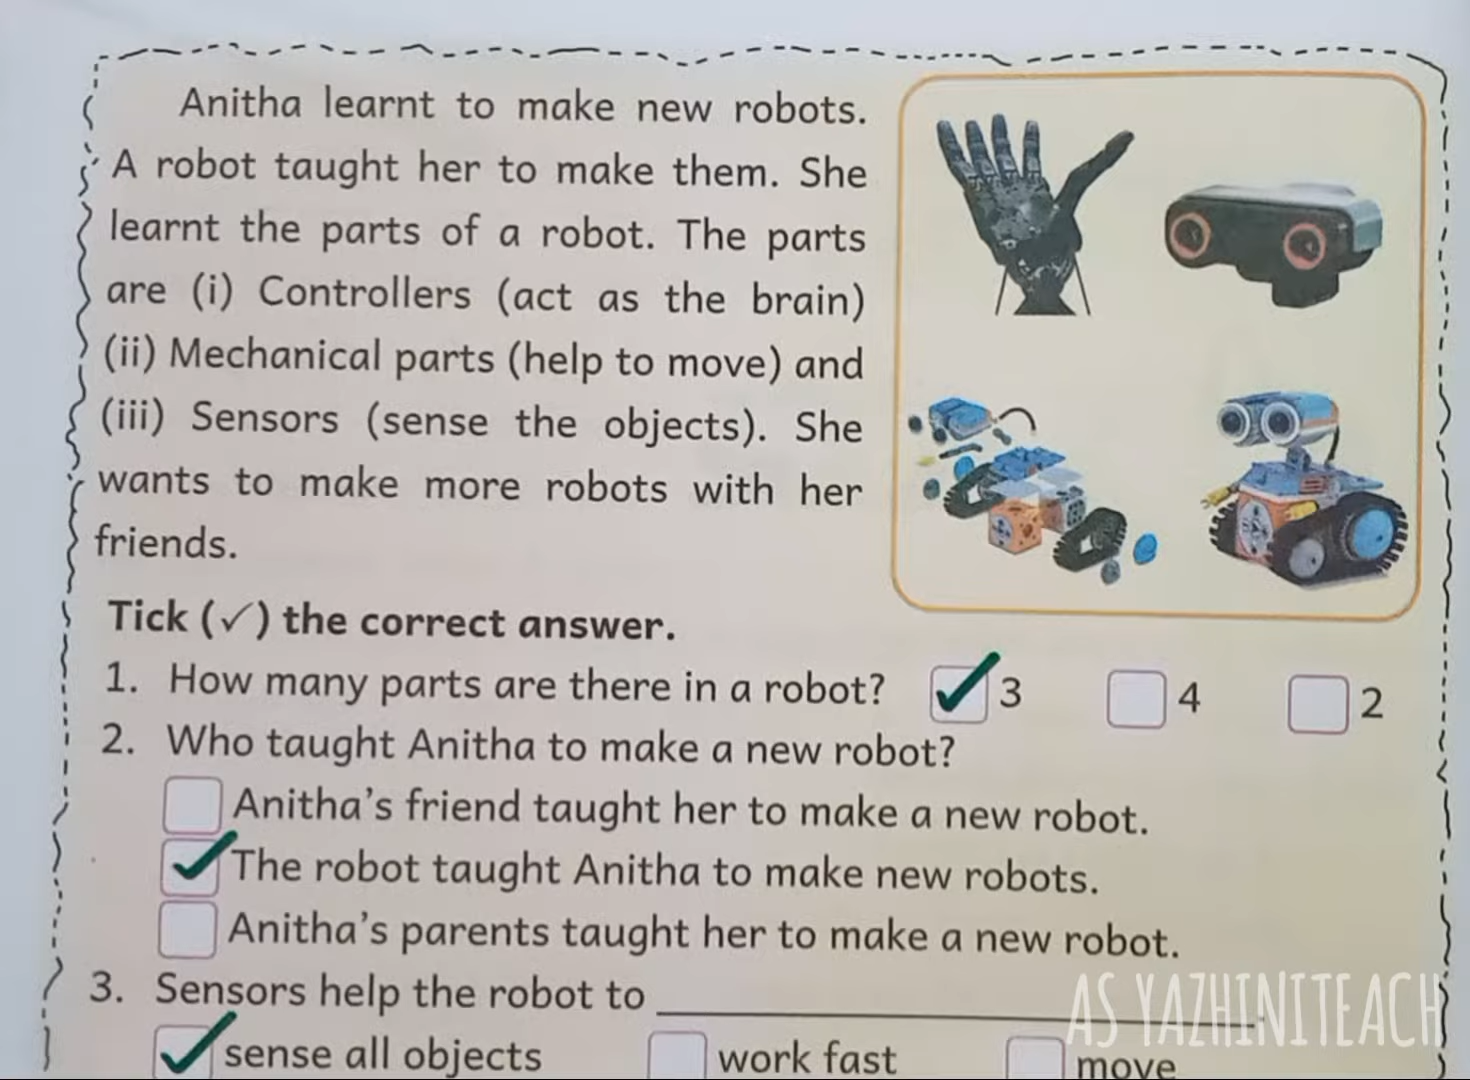 Anitha learnt to make new robots.
A robot taught her to make them. She
learnt the parts of a robot. The parts
are (i) Controllers (act as the brain)
(ii) Mechanical parts (help to move) and
(iii) Sensors (sense the objects). She
wants to make more robots with her
friends.
Tick (✓) the correct answer.
1. How many parts are there in a robot? ✓ 3 4 2
2. Who taught Anitha to make a new robot?
Anitha's friend taught her to make a new robot.
✓ The robot taught Anitha to make new robots.
Anitha's parents taught her to make a new robot.
3. Sensors help the robot to ____________.
✓ sense all objects work fast move
AS YAZHINITEACH